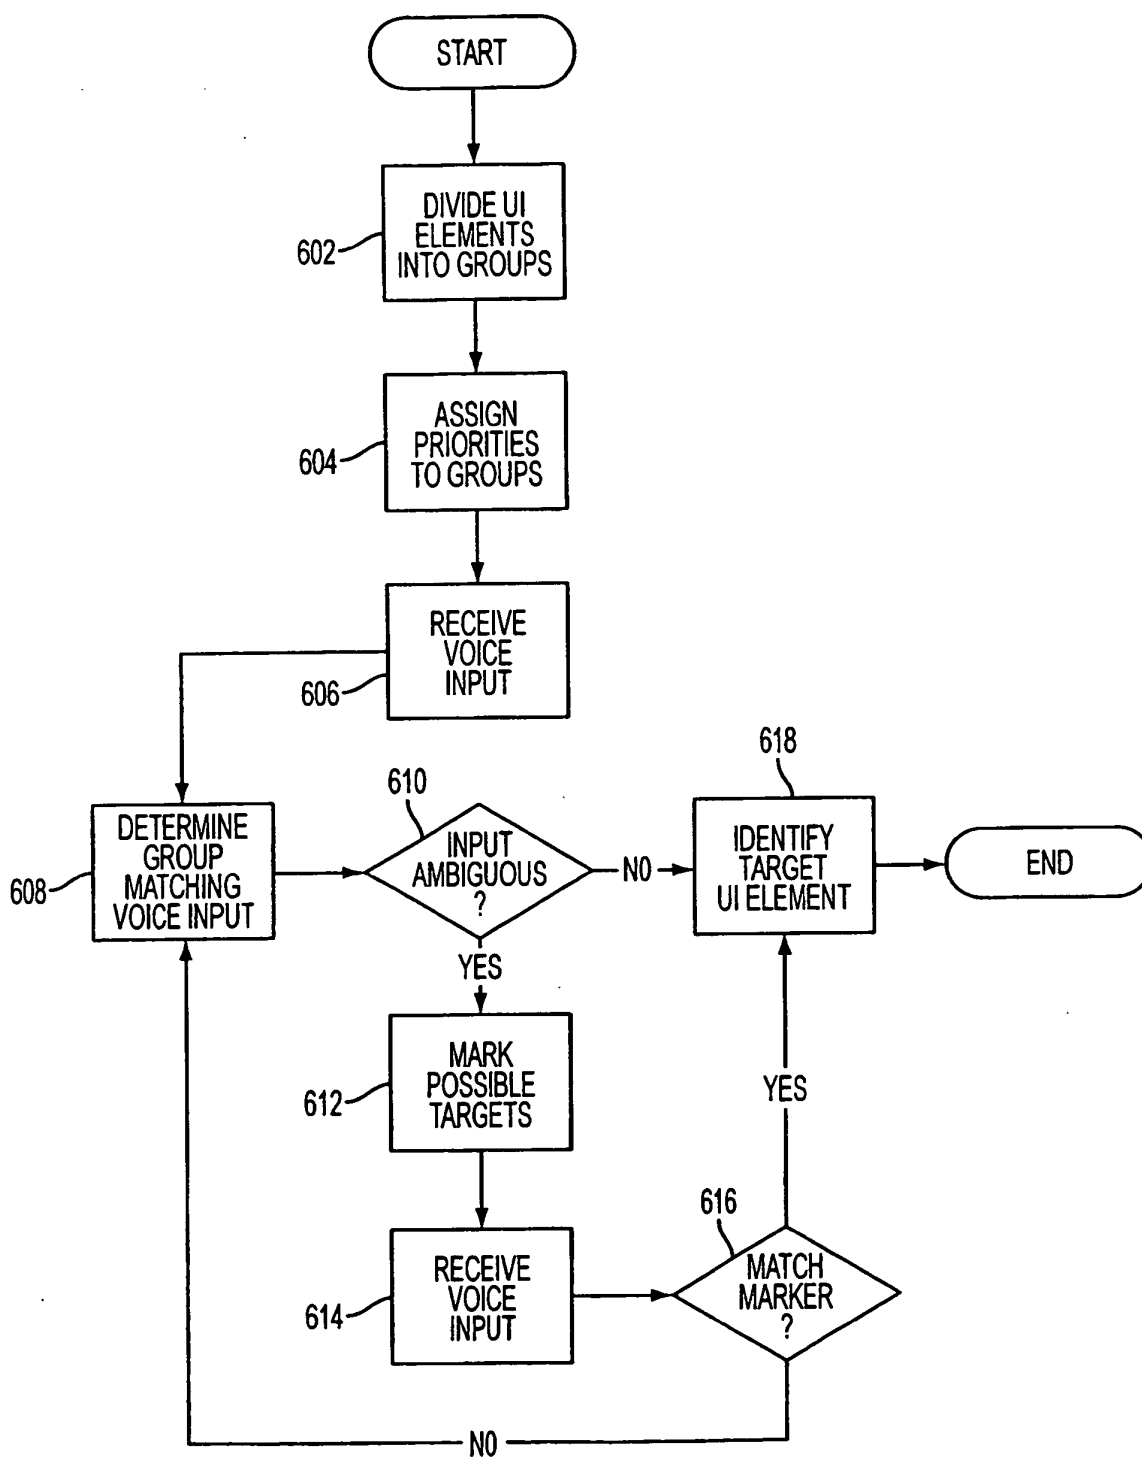 START
DIVIDE UI
ELEMENTS
INTO GROUPS
602
ASSIGN
PRIORITIES
TO GROUPS
604
RECEIVE
VOICE
INPUT
606
DETERMINE
GROUP
MATCHING
VOICE INPUT
608
610
INPUT
AMBIGUOUS
?
NO
YES
618
IDENTIFY
TARGET
UI ELEMENT
END
MARK
POSSIBLE
TARGETS
612
YES
RECEIVE
VOICE
INPUT
614
616
MATCH
MARKER
?
NO